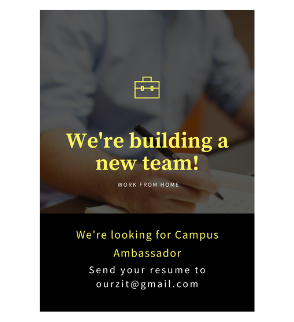 We're building a
new team!
WORK FROM HOME
We're looking for Campus
Ambassador
Send your resume to
ourzit@gmail.com